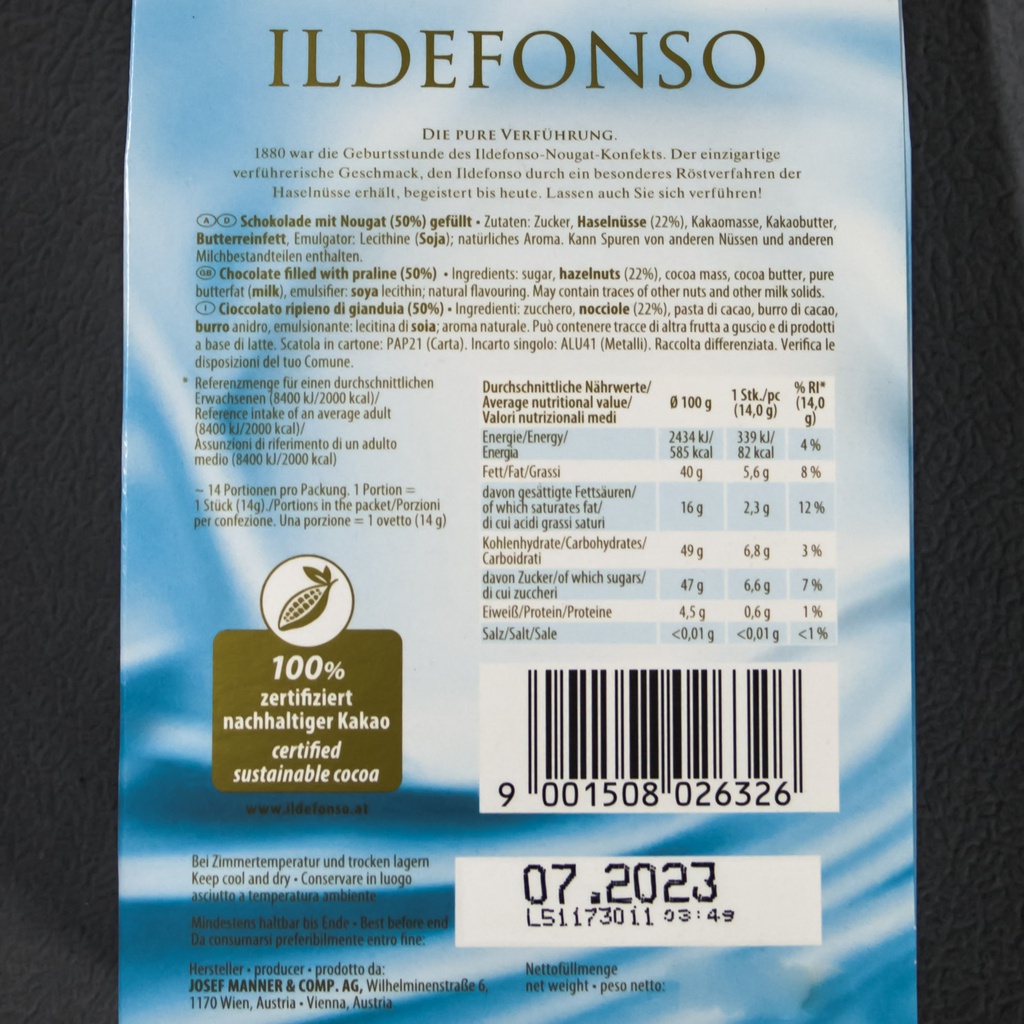 ILDEFONSO
DIE PURE VERFÜHRUNG.
1880 war die Geburtsstunde des Ildefonso-Nougat-Konfekts. Der einzigartige
verführerische Geschmack, den Ildefonso durch ein besonderes Röstverfahren der
Haselnüsse erhält, begeistert bis heute. Lassen auch Sie sich verführen!
A D Schokolade mit Nougat (50%) gefüllt • Zutaten: Zucker, Haselnüsse (22%), Kakaomasse, Kakaobutter,
Butterreinfett, Emulgator: Lecithine (Soja); natürliches Aroma. Kann Spuren von anderen Nüssen und anderen
Milchbestandteilen enthalten.
GB Chocolate filled with praline (50%) • Ingredients: sugar, hazelnuts (22%), cocoa mass, cocoa butter, pure
butterfat (milk), emulsifier: soya lecithin; natural flavouring. May contain traces of other nuts and other milk solids.
I Cioccolato ripieno di gianduia (50%) • Ingredienti: zucchero, nocciole (22%), pasta di cacao, burro di cacao,
burro anidro, emulsionante: lecitina di soia; aroma naturale. Può contenere tracce di altra frutta a guscio e di prodotti
a base di latte. Scatola in cartone: PAP21 (Carta). Incarto singolo: ALU41 (Metalli). Raccolta differenziata. Verifica le
disposizioni del tuo Comune.
* Referenzmenge für einen durchschnittlichen
Erwachsenen (8400 kJ/2000 kcal)/
Reference intake of an average adult
(8400 kJ/2000 kcal)/
Assunzioni di riferimento di un adulto
medio (8400 kJ/2000 kcal)
~ 14 Portionen pro Packung. 1 Portion =
1 Stück (14g)./Portions in the packet/Porzioni
per confezione. Una porzione = 1 ovetto (14 g)
Durchschnittliche Nährwerte/
Average nutritional value/
Valori nutrizionali medi
Ø 100 g
1 Stk./pc
(14,0 g)
% RI*
(14,0
g)
Energie/Energy/
Energia
2434 kJ/
585 kcal
339 kJ/
82 kcal
4 %
Fett/Fat/Grassi 40 g 5,6 g 8 %
davon gesättigte Fettsäuren/
of which saturates fat/
di cui acidi grassi saturi
16 g 2,3 g 12 %
Kohlenhydrate/Carbohydrates/
Carboidrati
49 g 6,8 g 3 %
davon Zucker/of which sugars/
di cui zuccheri
47 g 6,6 g 7 %
Eiweiß/Protein/Proteine 4,5 g 0,6 g 1 %
Salz/Salt/Sale <0,01 g <0,01 g <1 %
100%
zertifiziert
nachhaltiger Kakao
certified
sustainable cocoa
www.ildefonso.at
9 001508 026326
Bei Zimmertemperatur und trocken lagern
Keep cool and dry • Conservare in luogo
asciutto a temperatura ambiente
Mindestens haltbar bis Ende • Best before end
Da consumarsi preferibilmente entro fine:
07.2023
L51173011 03:49
Hersteller • producer • prodotto da:
JOSEF MANNER & COMP. AG, Wilhelminenstraße 6,
1170 Wien, Austria • Vienna, Austria
Nettofüllmenge
net weight • peso netto: